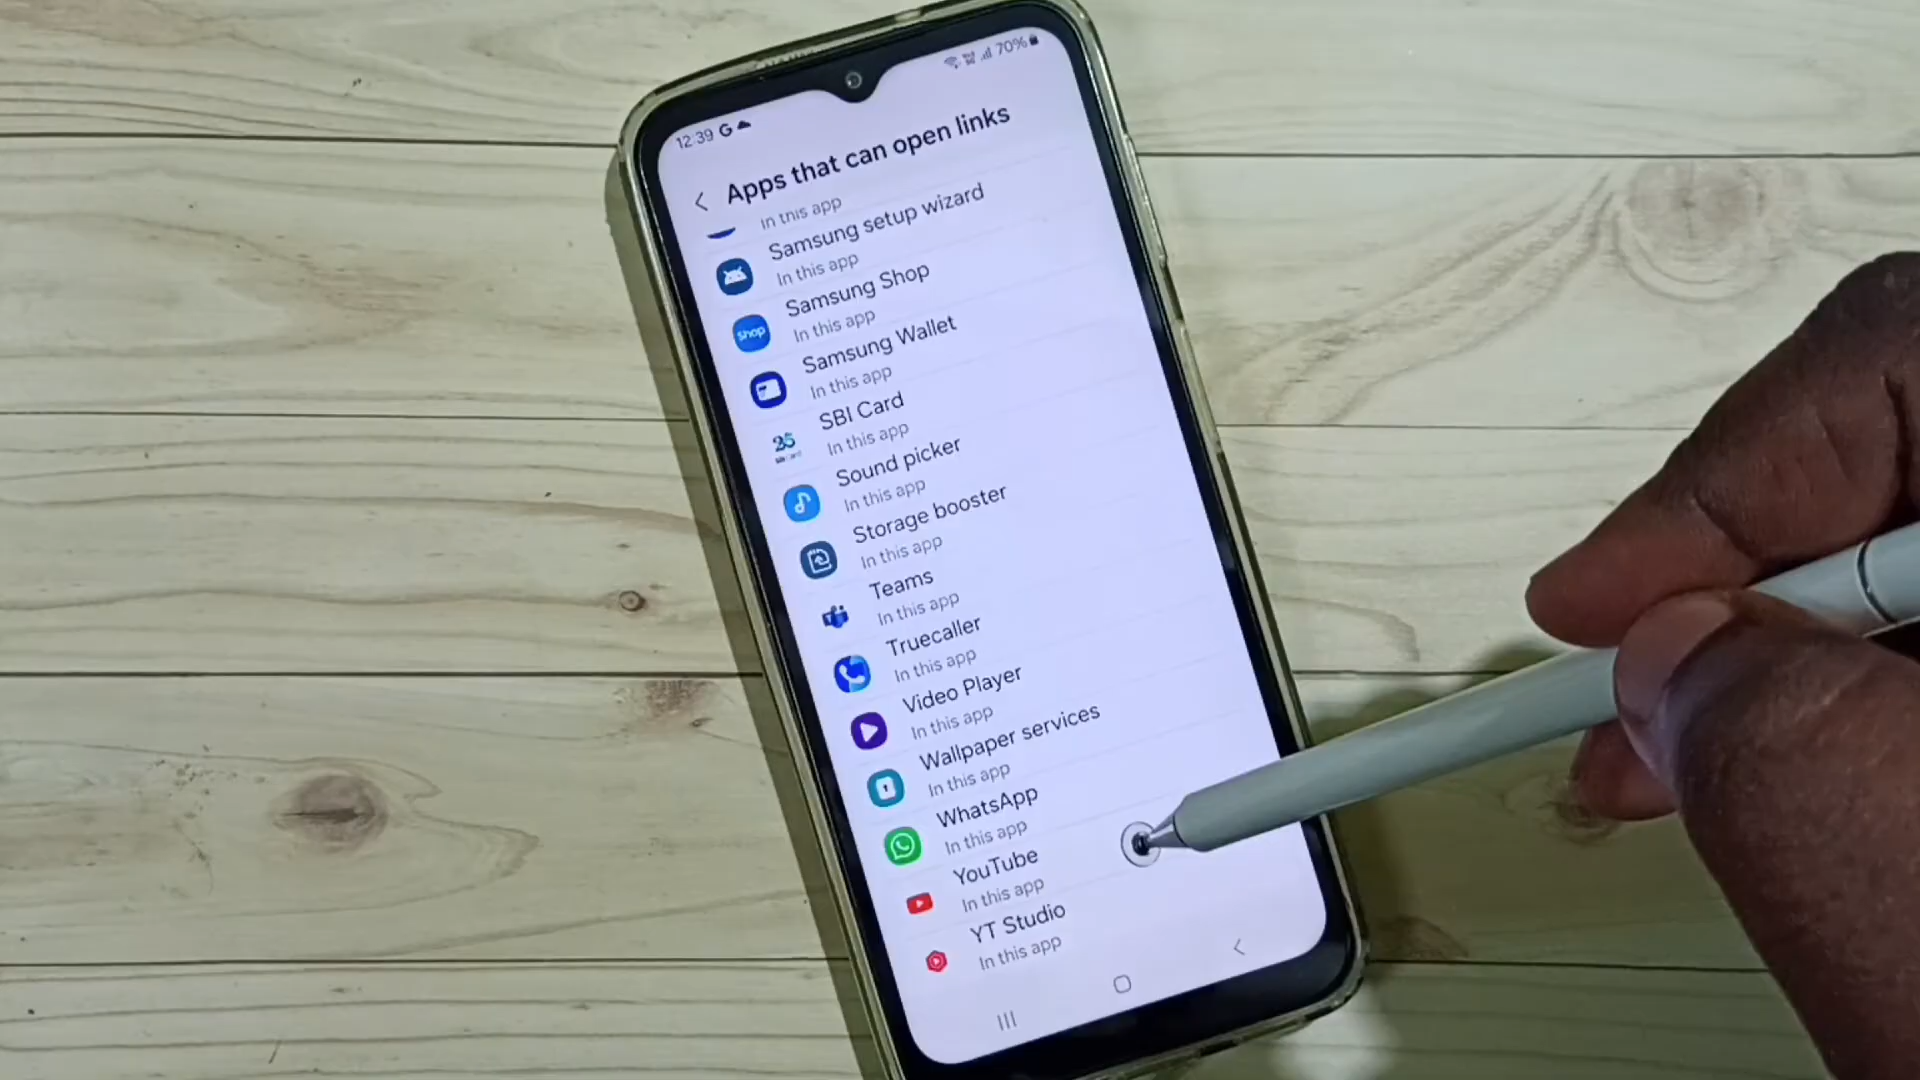 12:39 G
70%
Apps that can open links
In this app
Samsung setup wizard
In this app
Shop
Samsung Shop
In this app
Samsung Wallet
In this app
25
SBI Card
In this app
Sound picker
In this app
Storage booster
In this app
Teams
In this app
Truecaller
In this app
Video Player
In this app
Wallpaper services
In this app
WhatsApp
In this app
YouTube
In this app
YT Studio
In this app